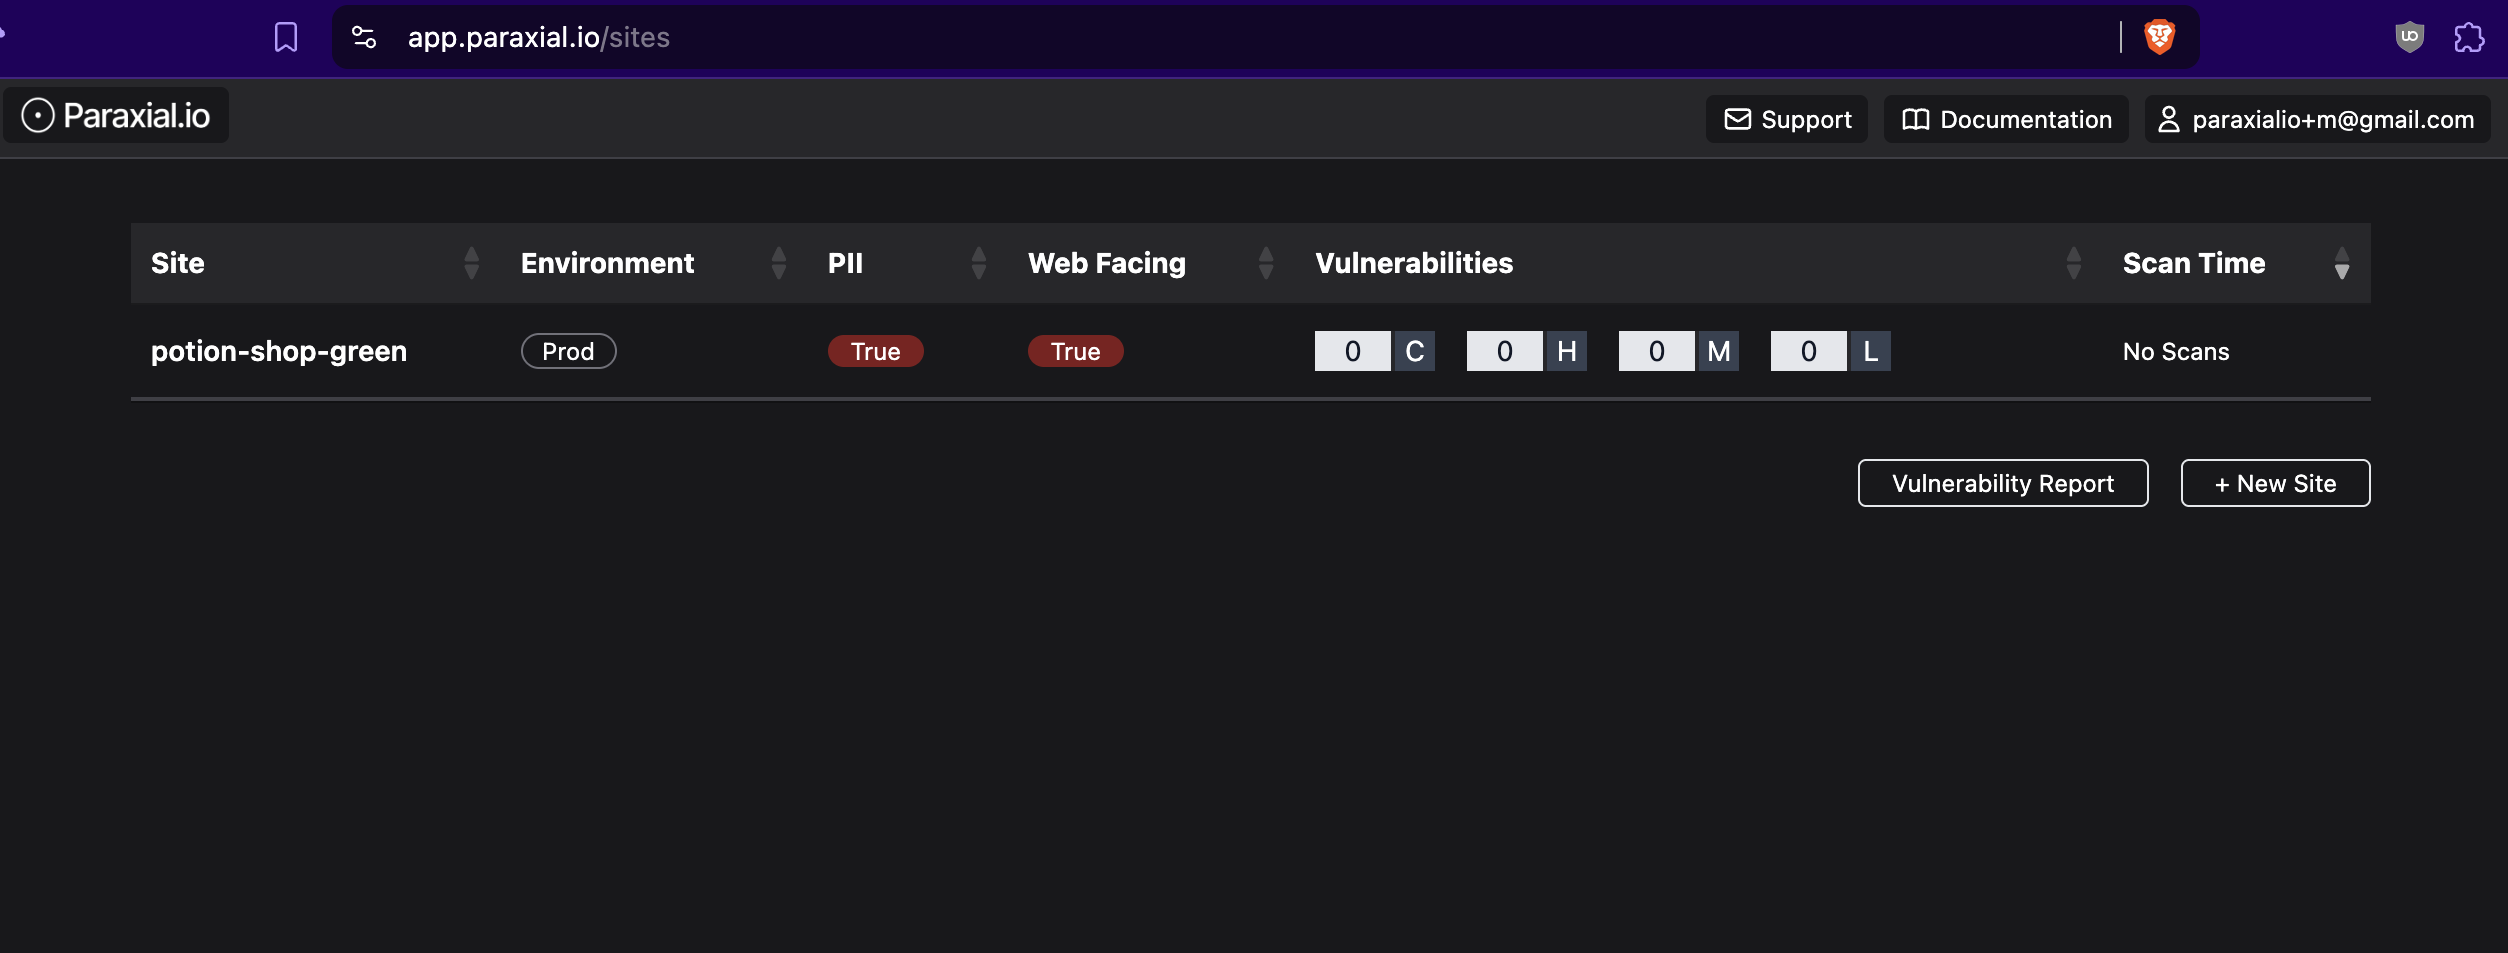 app.paraxial.io/sites
Paraxial.io
Support
Documentation
paraxialio+m@gmail.com
Site Environment PII Web Facing Vulnerabilities Scan Time
potion-shop-green Prod True True 0 C 0 H 0 M 0 L No Scans
Vulnerability Report
+ New Site